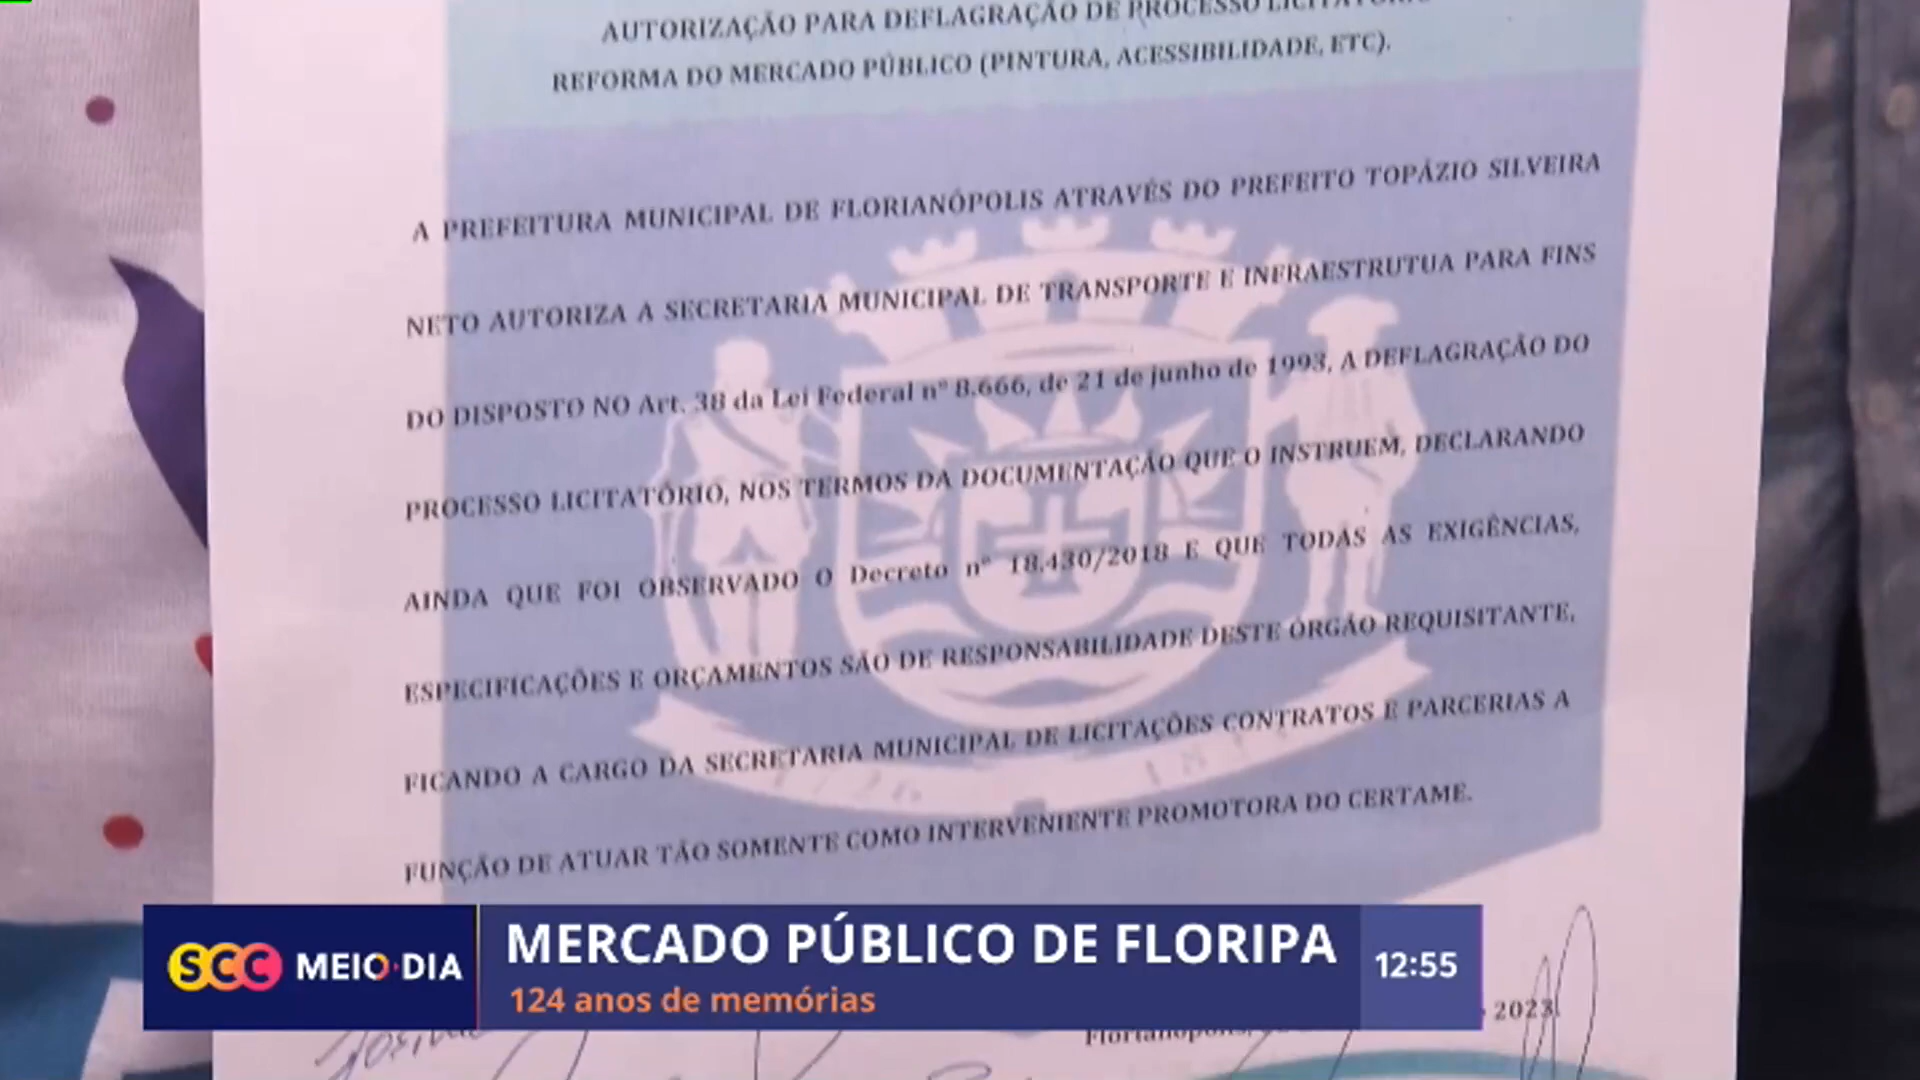 AUTORIZAÇÃO PARA DEFLAGRAÇÃO DE PROCESSO LICITATÓRIO
REFORMA DO MERCADO PÚBLICO (PINTURA, ACESSIBILIDADE, ETC).
A PREFEITURA MUNICIPAL DE FLORIANÓPOLIS ATRAVÉS DO PREFEITO TOPÁZIO SILVEIRA
NETO AUTORIZA A SECRETARIA MUNICIPAL DE TRANSPORTE E INFRAESTRUTUA PARA FINS
DO DISPOSTO NO Art. 38 da Lei Federal nº 8.666, de 21 de junho de 1993, A DEFLAGRAÇÃO DO
PROCESSO LICITATÓRIO, NOS TERMOS DA DOCUMENTAÇÃO QUE O INSTRUEM, DECLARANDO
AINDA QUE FOI OBSERVADO O Decreto nº 18.430/2018 E QUE TODAS AS EXIGÊNCIAS,
ESPECIFICAÇÕES E ORÇAMENTOS SÃO DE RESPONSABILIDADE DESTE ÓRGÃO REQUISITANTE,
FICANDO A CARGO DA SECRETARIA MUNICIPAL DE LICITAÇÕES CONTRATOS E PARCERIAS A
FUNÇÃO DE ATUAR TÃO SOMENTE COMO INTERVENIENTE PROMOTORA DO CERTAME.
SCC MEIO-DIA
MERCADO PÚBLICO DE FLORIPA
124 anos de memórias
12:55
Florianópolis,
2023.